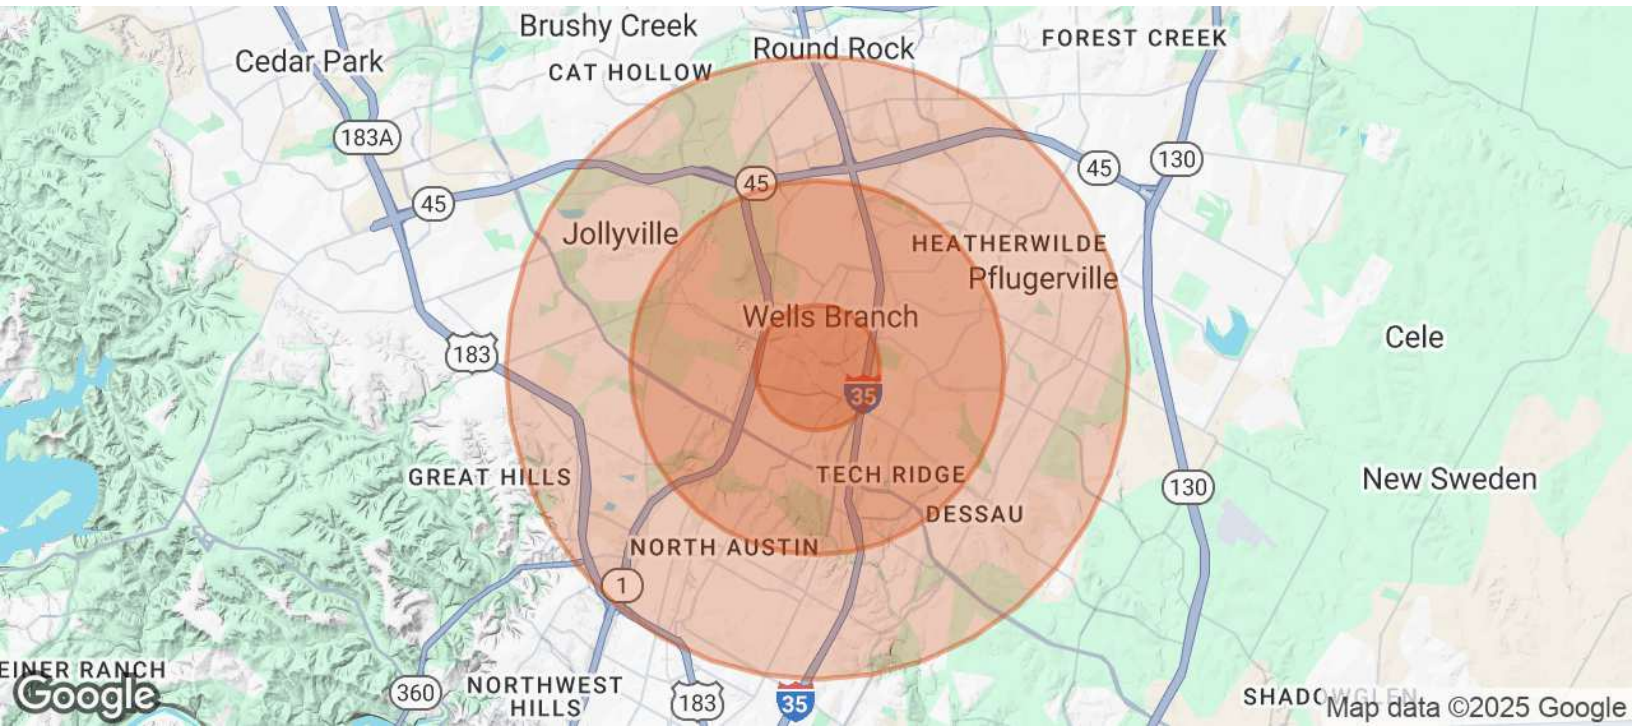 Brushy Creek
Round Rock
FOREST CREEK
Cedar Park
CAT HOLLOW
183A
45
130
45
45
Jollyville
HEATHERWILDE
Pflugerville
Wells Branch
Cele
183
35
GREAT HILLS
TECH RIDGE
New Sweden
130
DESSAU
NORTH AUSTIN
1
EINER RANCH
Google
360
NORTHWEST
HILLS
183
35
SHADOWGLEN
Map data ©2025 Google